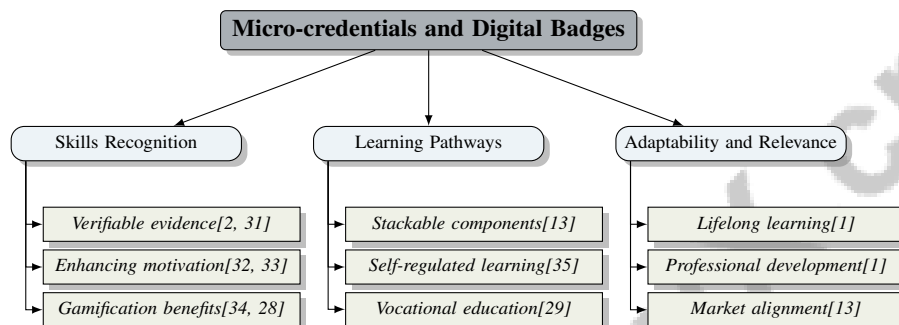 Micro-credentials and Digital Badges
Skills Recognition
Verifiable evidence[2, 31]
Enhancing motivation[32, 33]
Gamification benefits[34, 28]
Learning Pathways
Stackable components[13]
Self-regulated learning[35]
Vocational education[29]
Adaptability and Relevance
Lifelong learning[1]
Professional development[1]
Market alignment[13]